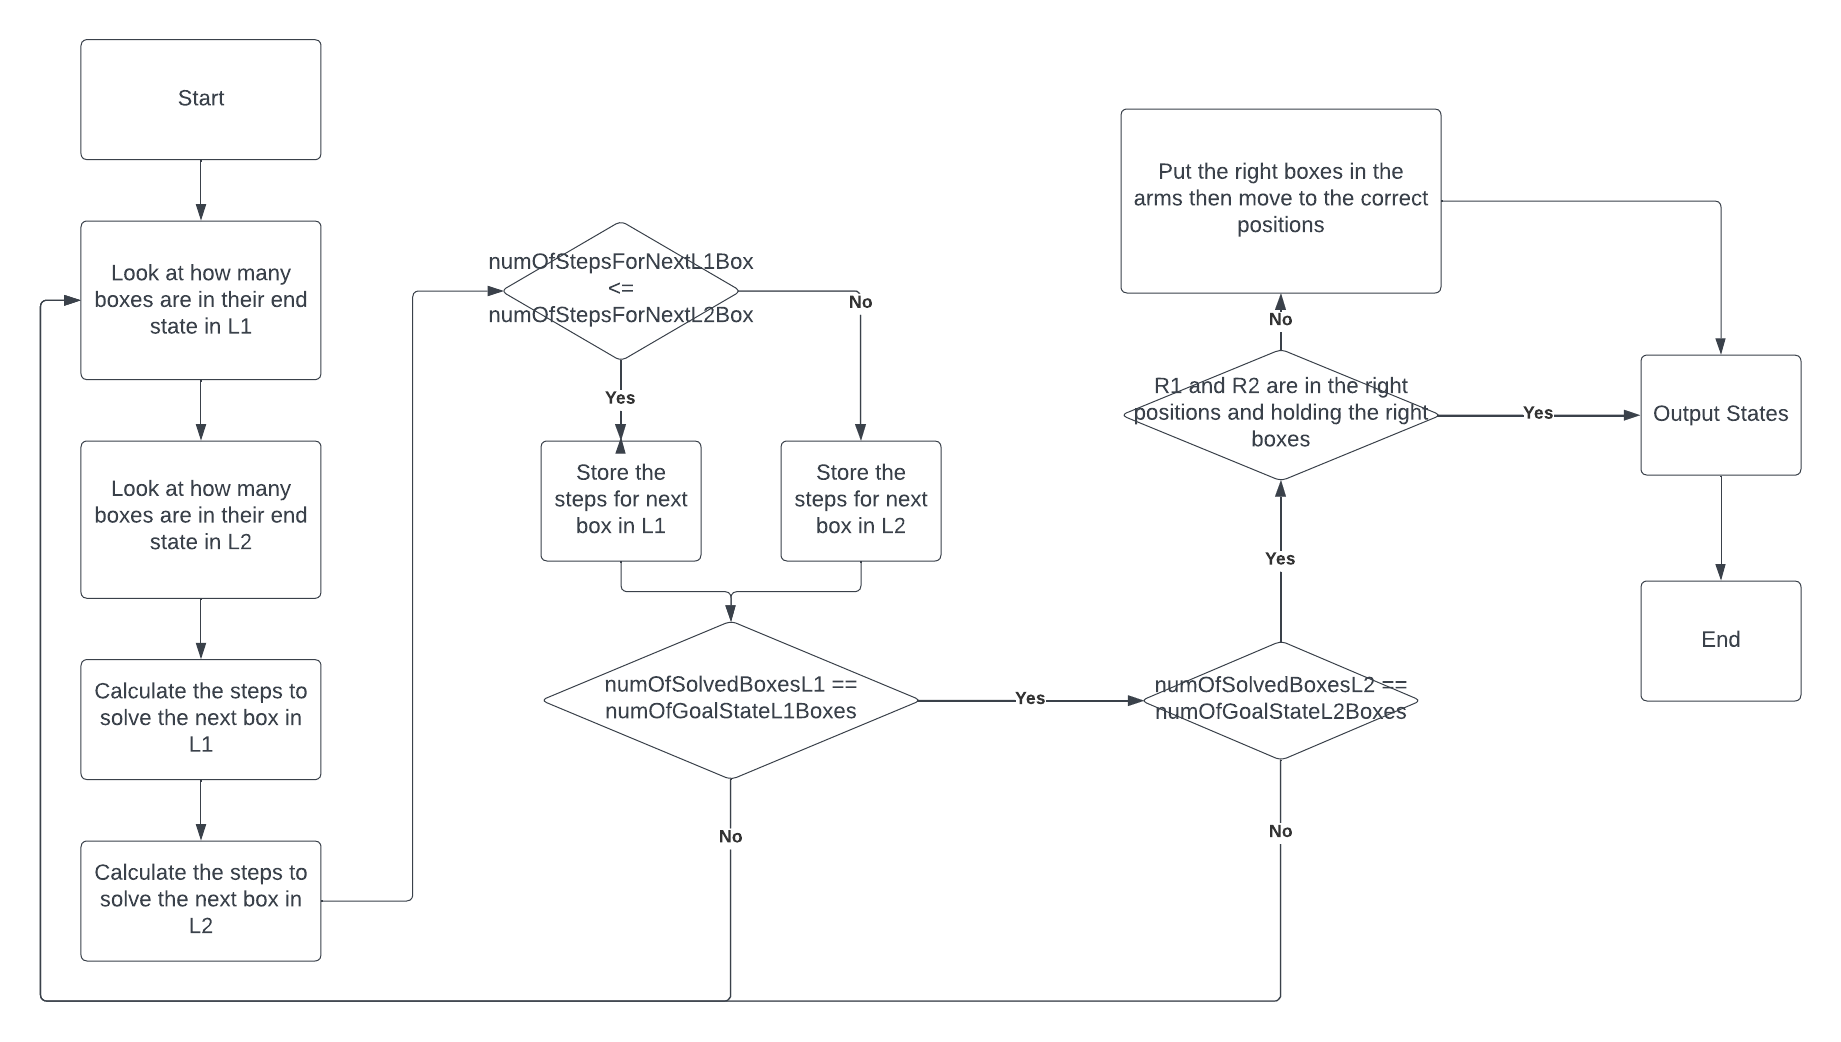 Start
Look at how many
boxes are in their end
state in L1
Look at how many
boxes are in their end
state in L2
Calculate the steps to
solve the next box in
L1
Calculate the steps to
solve the next box in
L2
numOfStepsForNextL1Box
<=
numOfStepsForNextL2Box
No
Yes
Store the
steps for next
box in L1
Store the
steps for next
box in L2
numOfSolvedBoxesL1 ==
numOfGoalStateL1Boxes
Yes
No
numOfSolvedBoxesL2 ==
numOfGoalStateL2Boxes
No
Yes
R1 and R2 are in the right
positions and holding the right
boxes
No
Yes
Put the right boxes in the
arms then move to the correct
positions
Output States
End